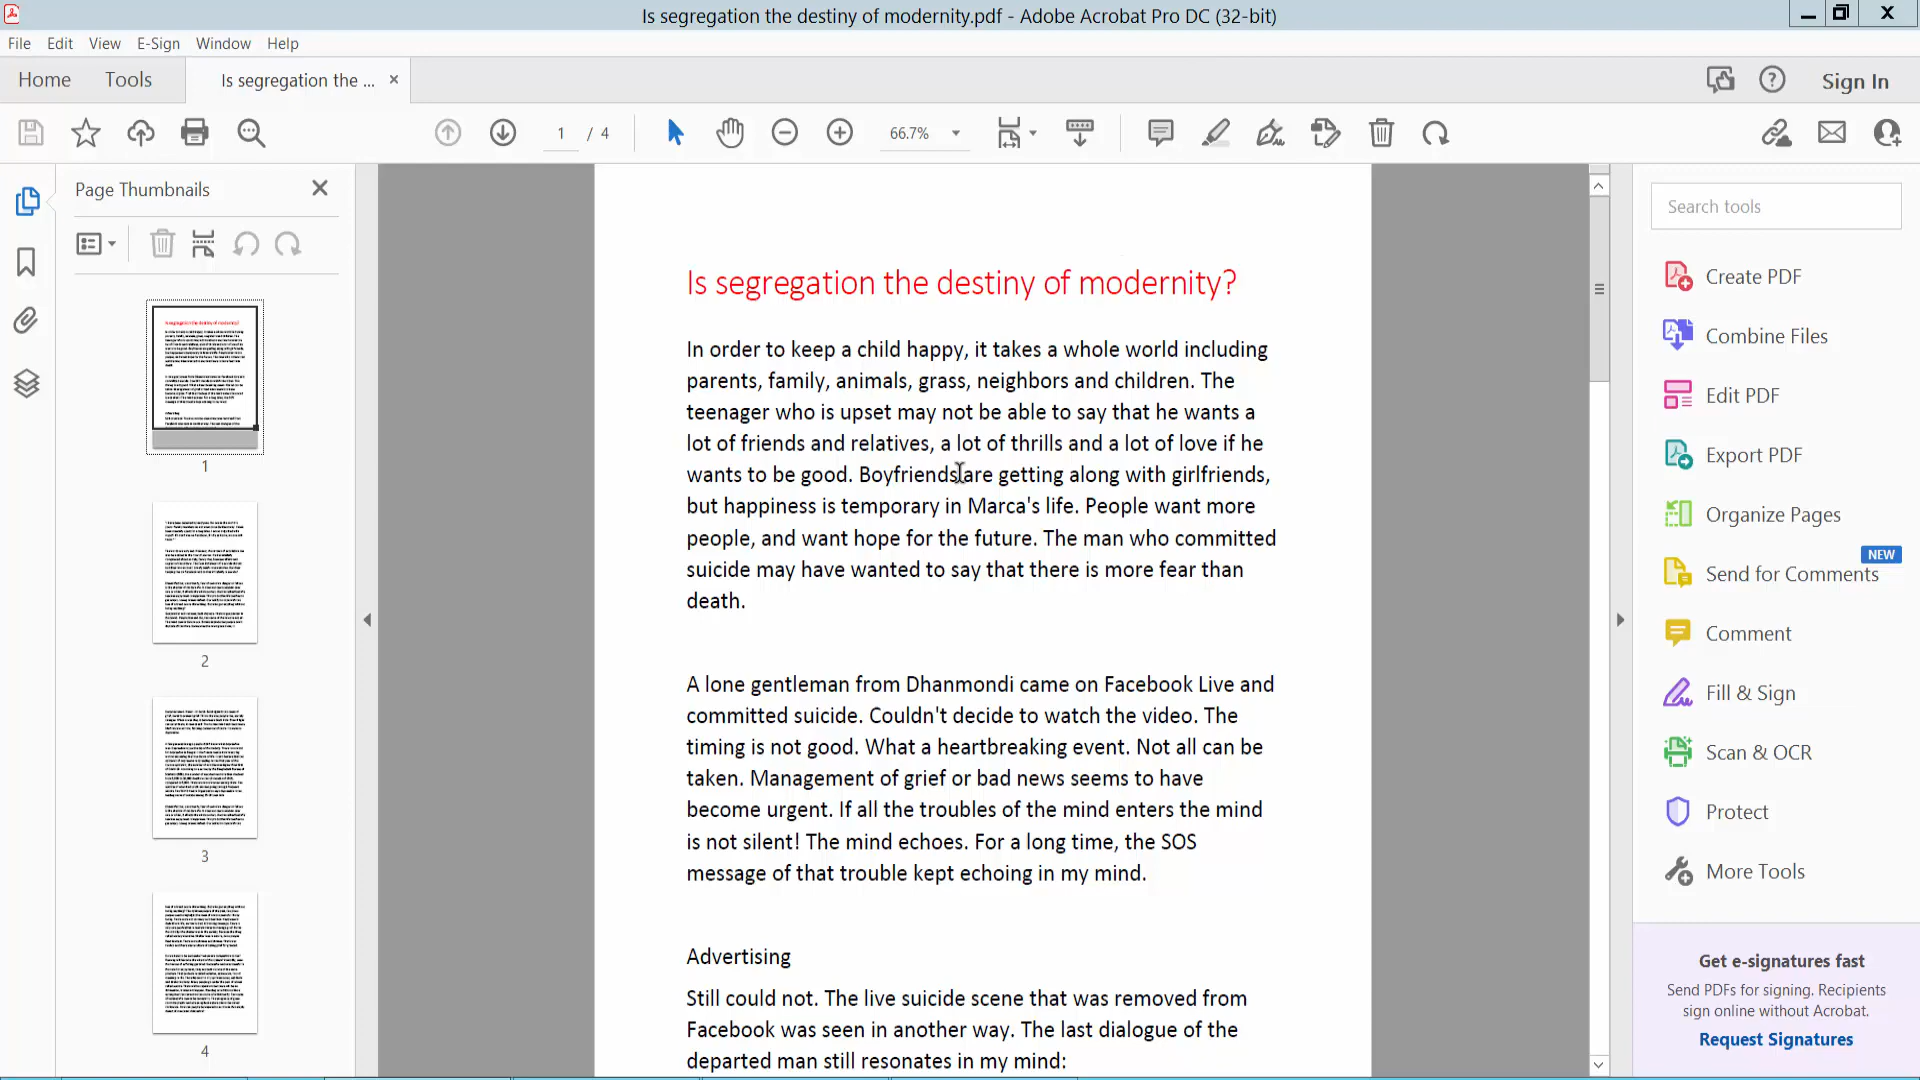 Is segregation the destiny of modernity.pdf - Adobe Acrobat Pro DC (32-bit)
File Edit View E-Sign Window Help
Home Tools Is segregation the ... × Sign In
1 / 4 66.7%
Page Thumbnails
1
2
3
4
Is segregation the destiny of modernity?
In order to keep a child happy, it takes a whole world including
parents, family, animals, grass, neighbors and children. The
teenager who is upset may not be able to say that he wants a
lot of friends and relatives, a lot of thrills and a lot of love if he
wants to be good. Boyfriends are getting along with girlfriends,
but happiness is temporary in Marca's life. People want more
people, and want hope for the future. The man who committed
suicide may have wanted to say that there is more fear than
death.
A lone gentleman from Dhanmondi came on Facebook Live and
committed suicide. Couldn't decide to watch the video. The
timing is not good. What a heartbreaking event. Not all can be
taken. Management of grief or bad news seems to have
become urgent. If all the troubles of the mind enters the mind
is not silent! The mind echoes. For a long time, the SOS
message of that trouble kept echoing in my mind.
Advertising
Still could not. The live suicide scene that was removed from
Facebook was seen in another way. The last dialogue of the
departed man still resonates in my mind:
Search tools
Create PDF
Combine Files
Edit PDF
Export PDF
Organize Pages
NEW
Send for Comments
Comment
Fill & Sign
Scan & OCR
Protect
More Tools
Get e-signatures fast
Send PDFs for signing. Recipients
sign online without Acrobat.
Request Signatures